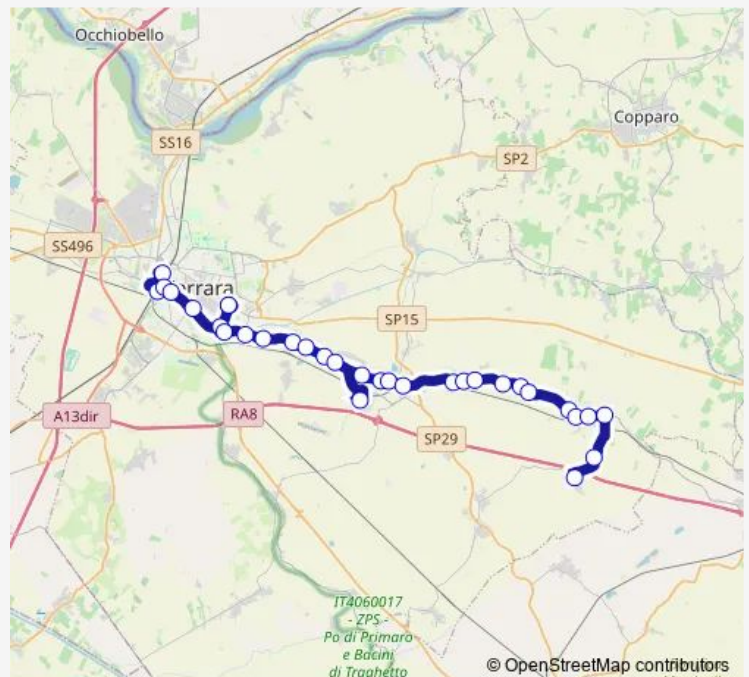 Occhiobello
Copparo
SS16
SP2
SS496
SP15
A13dir
RA8
SP29
IT4060017
- ZPS -
Po di Primaro
e Bacini
di Traghetto
© OpenStreetMap contributors